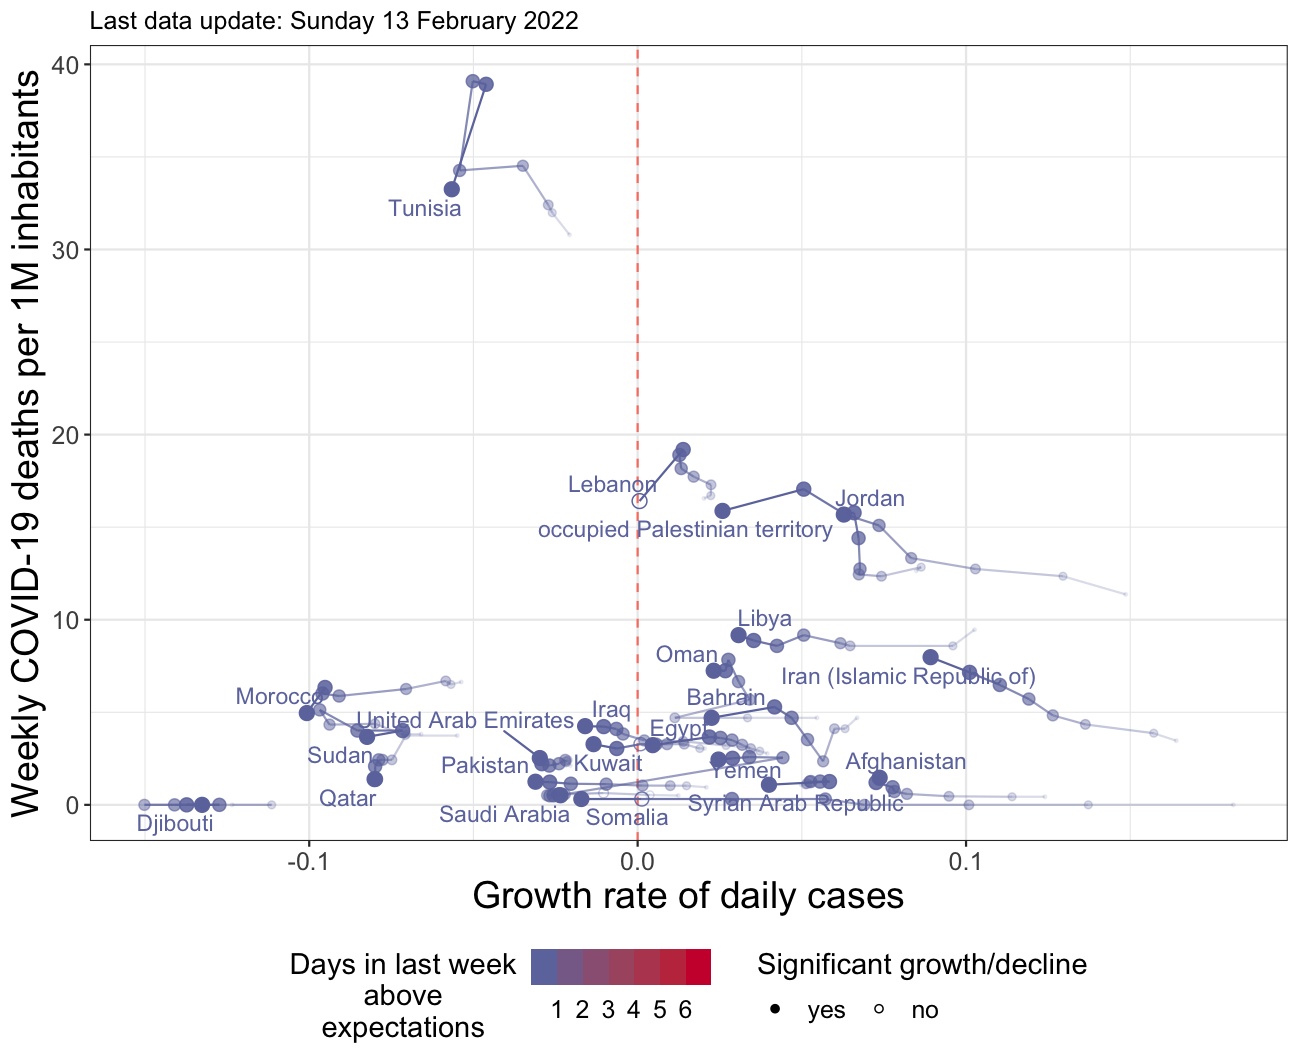 Last data update: Sunday 13 February 2022
Weekly COVID-19 deaths per 1M inhabitants
40
30
20
10
0
Tunisia
Lebanon
Jordan
occupied Palestinian territory
Libya
Oman
Iran (Islamic Republic of)
Morocco
Bahrain
United Arab Emirates
Iraq
Egypt
Sudan
Pakistan
Kuwait
Yemen
Afghanistan
Qatar
Syrian Arab Republic
Djibouti
Saudi Arabia
Somalia
-0.1
0.0
0.1
Growth rate of daily cases
Days in last week
above
expectations
1 2 3 4 5 6
Significant growth/decline
yes no